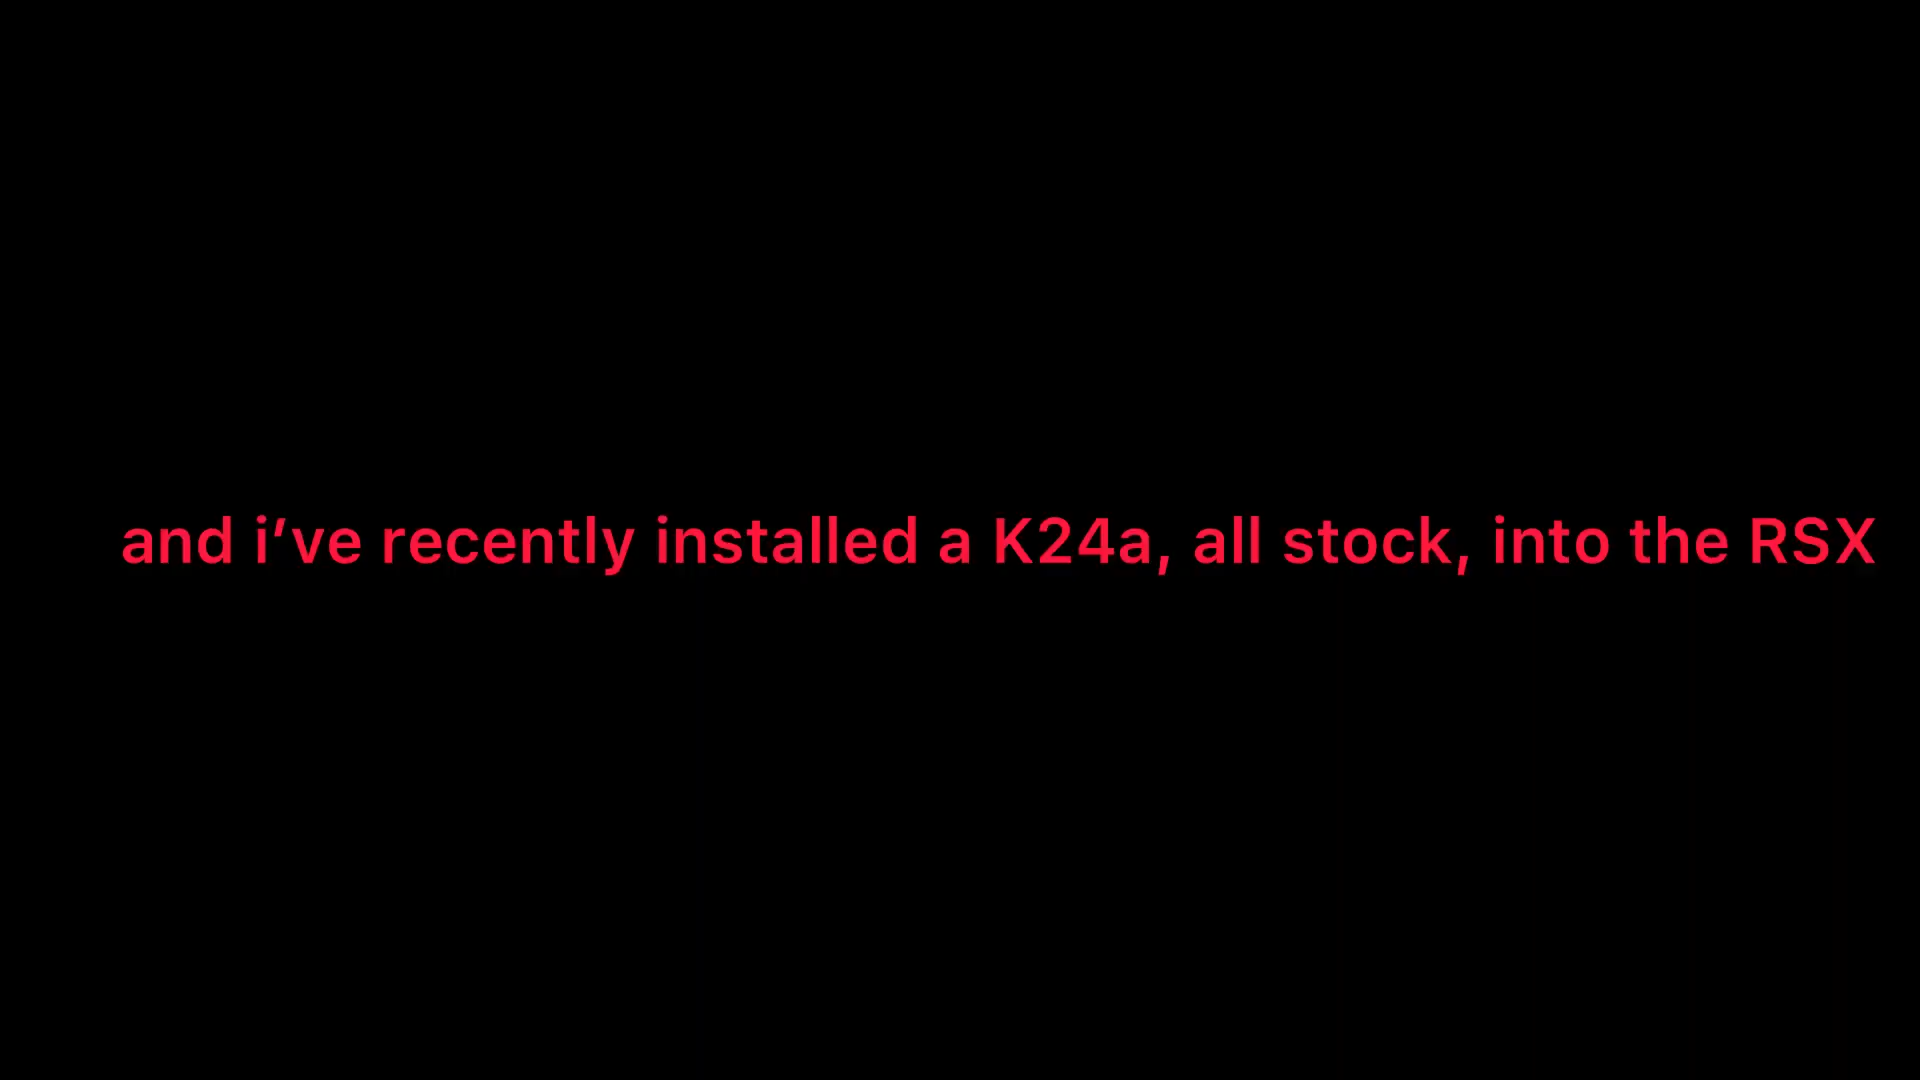 and i’ve recently installed a K24a, all stock, into the RSX